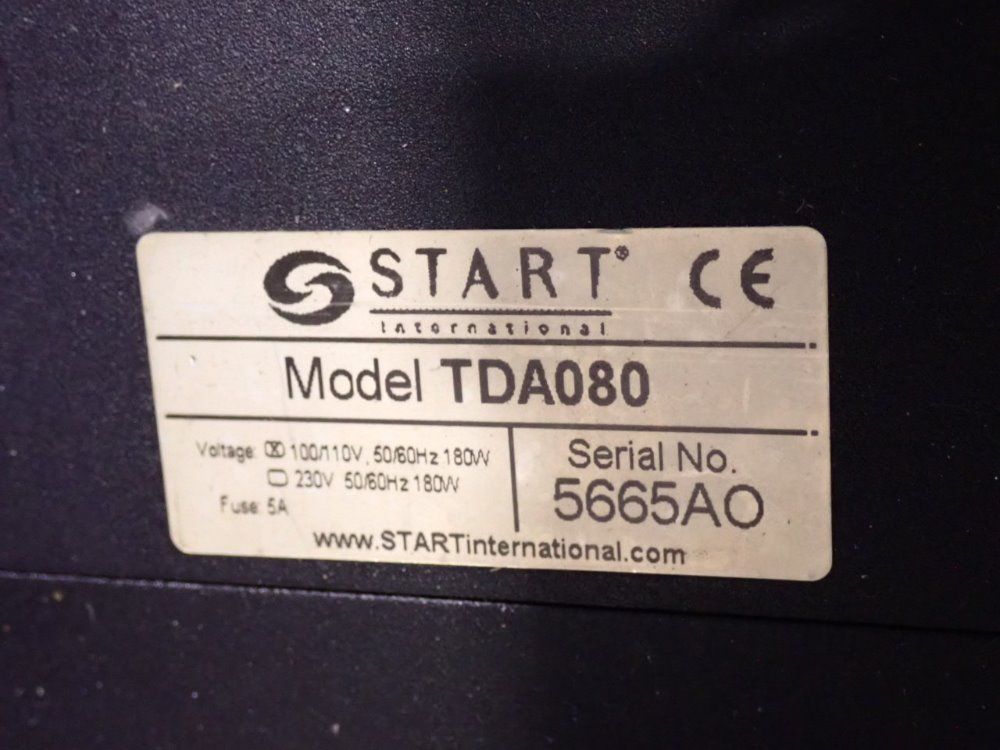 START®
International
CE
Model TDA080
Voltage: ☒ 100/110V, 50/60Hz 180W
☐ 230V 50/60Hz 180W
Fuse: 5A
Serial No.
5665AO
www.STARTinternational.com